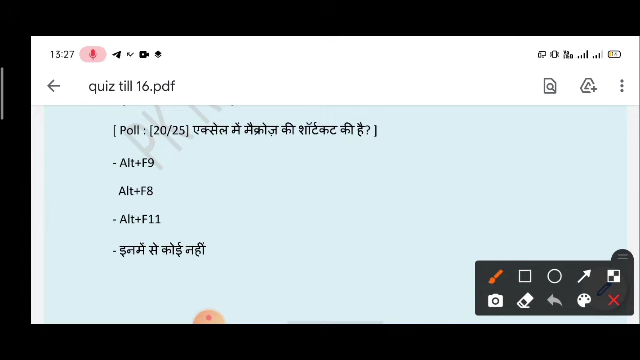 13:27
quiz till 16.pdf
[ Poll : [20/25] एक्सेल में मैक्रोज़ की शॉर्टकट की है? ]
- Alt+F9
Alt+F8
- Alt+F11
- इनमें से कोई नहीं